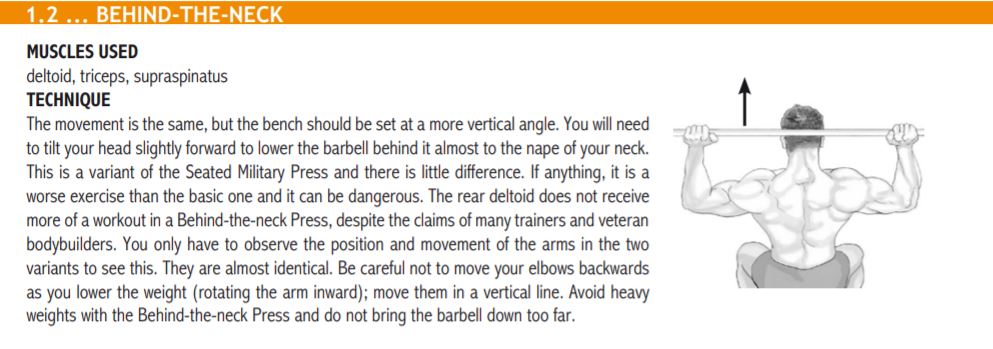 1.2 ... BEHIND-THE-NECK
MUSCLES USED
deltoid, triceps, supraspinatus
TECHNIQUE
The movement is the same, but the bench should be set at a more vertical angle. You will need
to tilt your head slightly forward to lower the barbell behind it almost to the nape of your neck.
This is a variant of the Seated Military Press and there is little difference. If anything, it is a
worse exercise than the basic one and it can be dangerous. The rear deltoid does not receive
more of a workout in a Behind-the-neck Press, despite the claims of many trainers and veteran
bodybuilders. You only have to observe the position and movement of the arms in the two
variants to see this. They are almost identical. Be careful not to move your elbows backwards
as you lower the weight (rotating the arm inward); move them in a vertical line. Avoid heavy
weights with the Behind-the-neck Press and do not bring the barbell down too far.